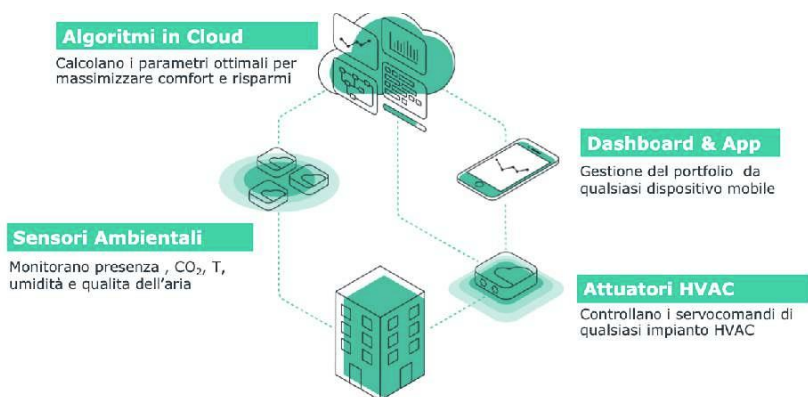 Algoritmi in Cloud
Calcolano i parametri ottimali per
massimizzare comfort e risparmi
Dashboard & App
Gestione del portfolio da
qualsiasi dispositivo mobile
Sensori Ambientali
Monitorano presenza , CO₂, T,
umidità e qualita dell'aria
Attuatori HVAC
Controllano i servocomandi di
qualsiasi impianto HVAC